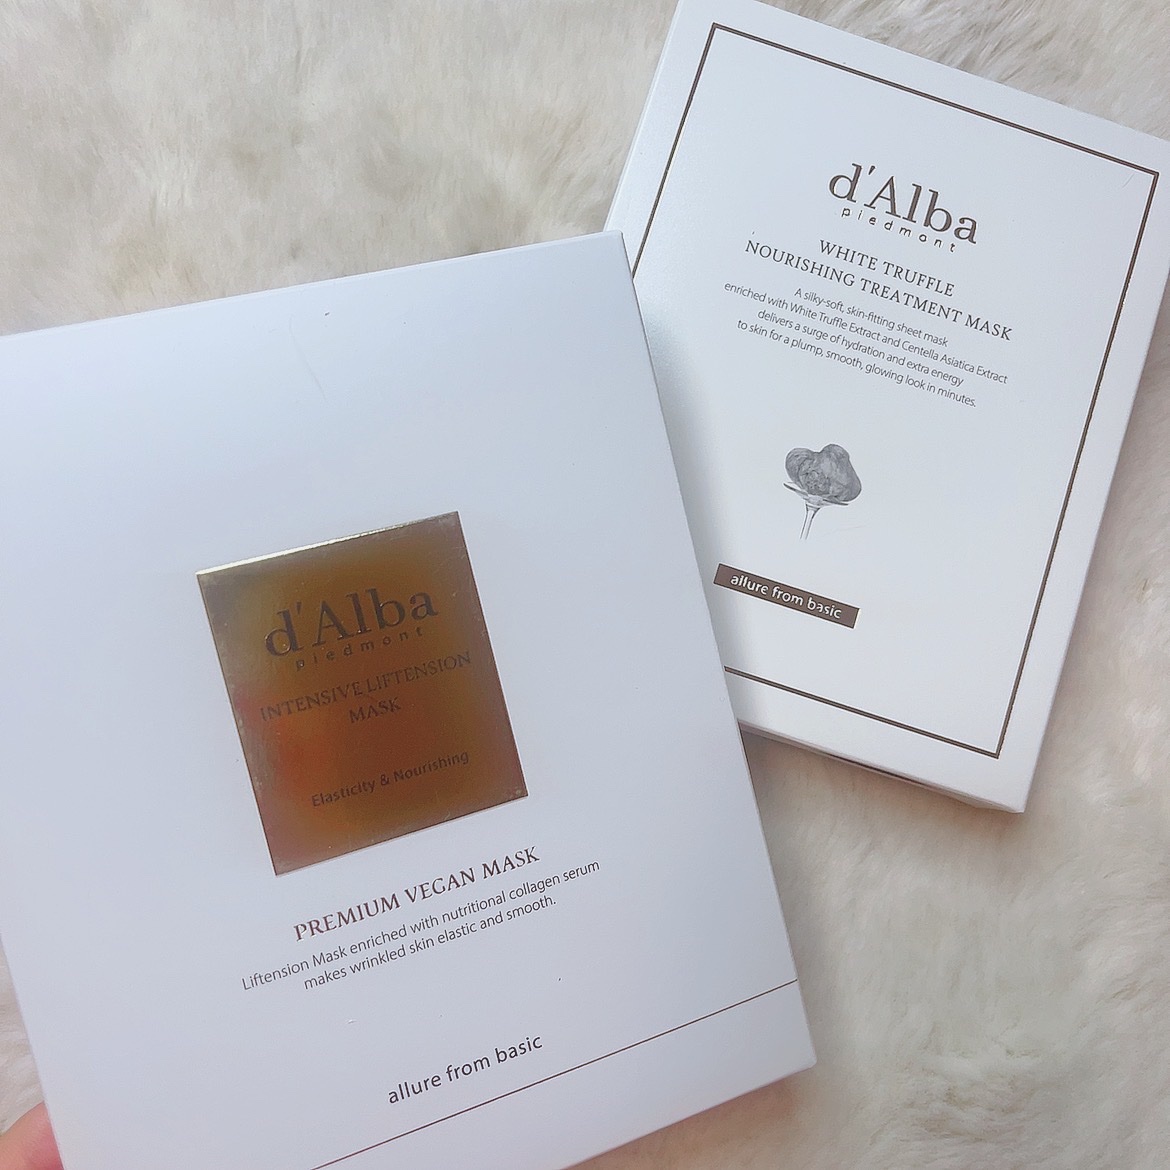 d'Alba
piedmont
WHITE TRUFFLE
NOURISHING TREATMENT MASK
A silky-soft, skin-fitting sheet mask
enriched with White Truffle Extract and Centella Asiatica Extract
delivers a surge of hydration and extra energy
to skin for a plump, smooth, glowing look in minutes.
allure from basic
d'Alba
piedmont
INTENSIVE LIFTENSION
MASK
Elasticity & Nourishing
PREMIUM VEGAN MASK
Liftension Mask enriched with nutritional collagen serum
makes wrinkled skin elastic and smooth.
allure from basic